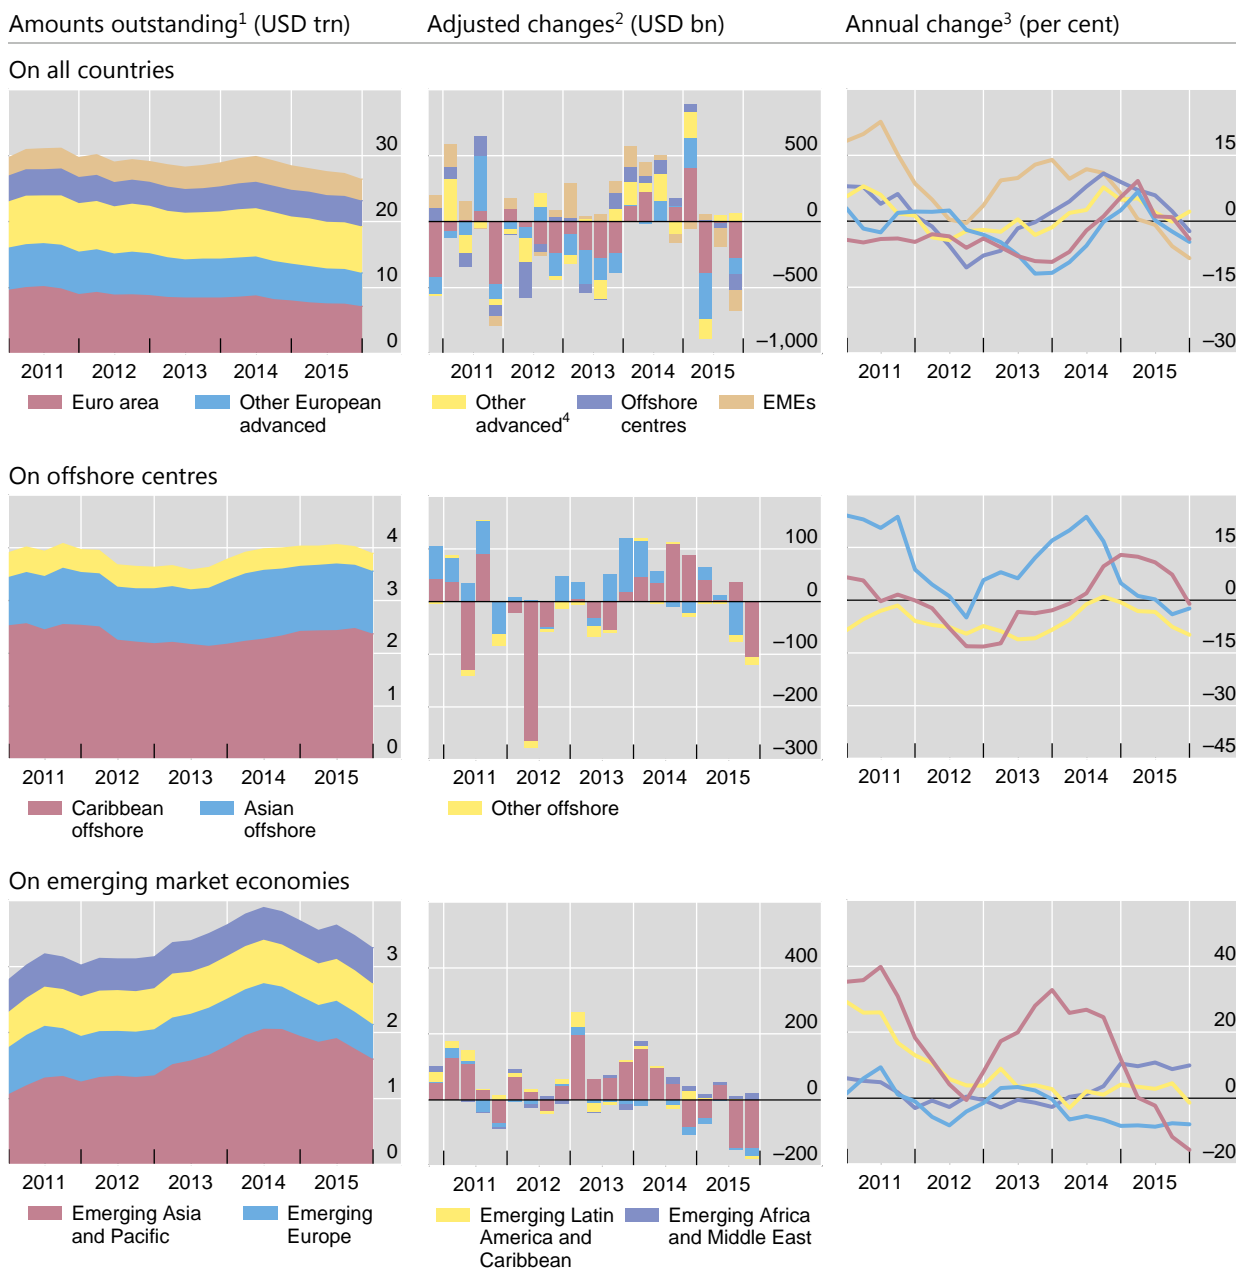 Amounts outstanding¹ (USD trn)
Adjusted changes² (USD bn)
Annual change³ (per cent)
On all countries
30
20
10
0
2011 2012 2013 2014 2015
500
0
–500
–1,000
2011 2012 2013 2014 2015
15
0
–15
–30
2011 2012 2013 2014 2015
Euro area
Other European
advanced
Other
advanced⁴
Offshore
centres
EMEs
On offshore centres
4
3
2
1
0
2011 2012 2013 2014 2015
100
0
–100
–200
–300
2011 2012 2013 2014 2015
15
0
–15
–30
–45
2011 2012 2013 2014 2015
Caribbean
offshore
Asian
offshore
Other offshore
On emerging market economies
3
2
1
0
2011 2012 2013 2014 2015
400
200
0
–200
2011 2012 2013 2014 2015
40
20
0
–20
2011 2012 2013 2014 2015
Emerging Asia
and Pacific
Emerging
Europe
Emerging Latin
America and
Caribbean
Emerging Africa
and Middle East